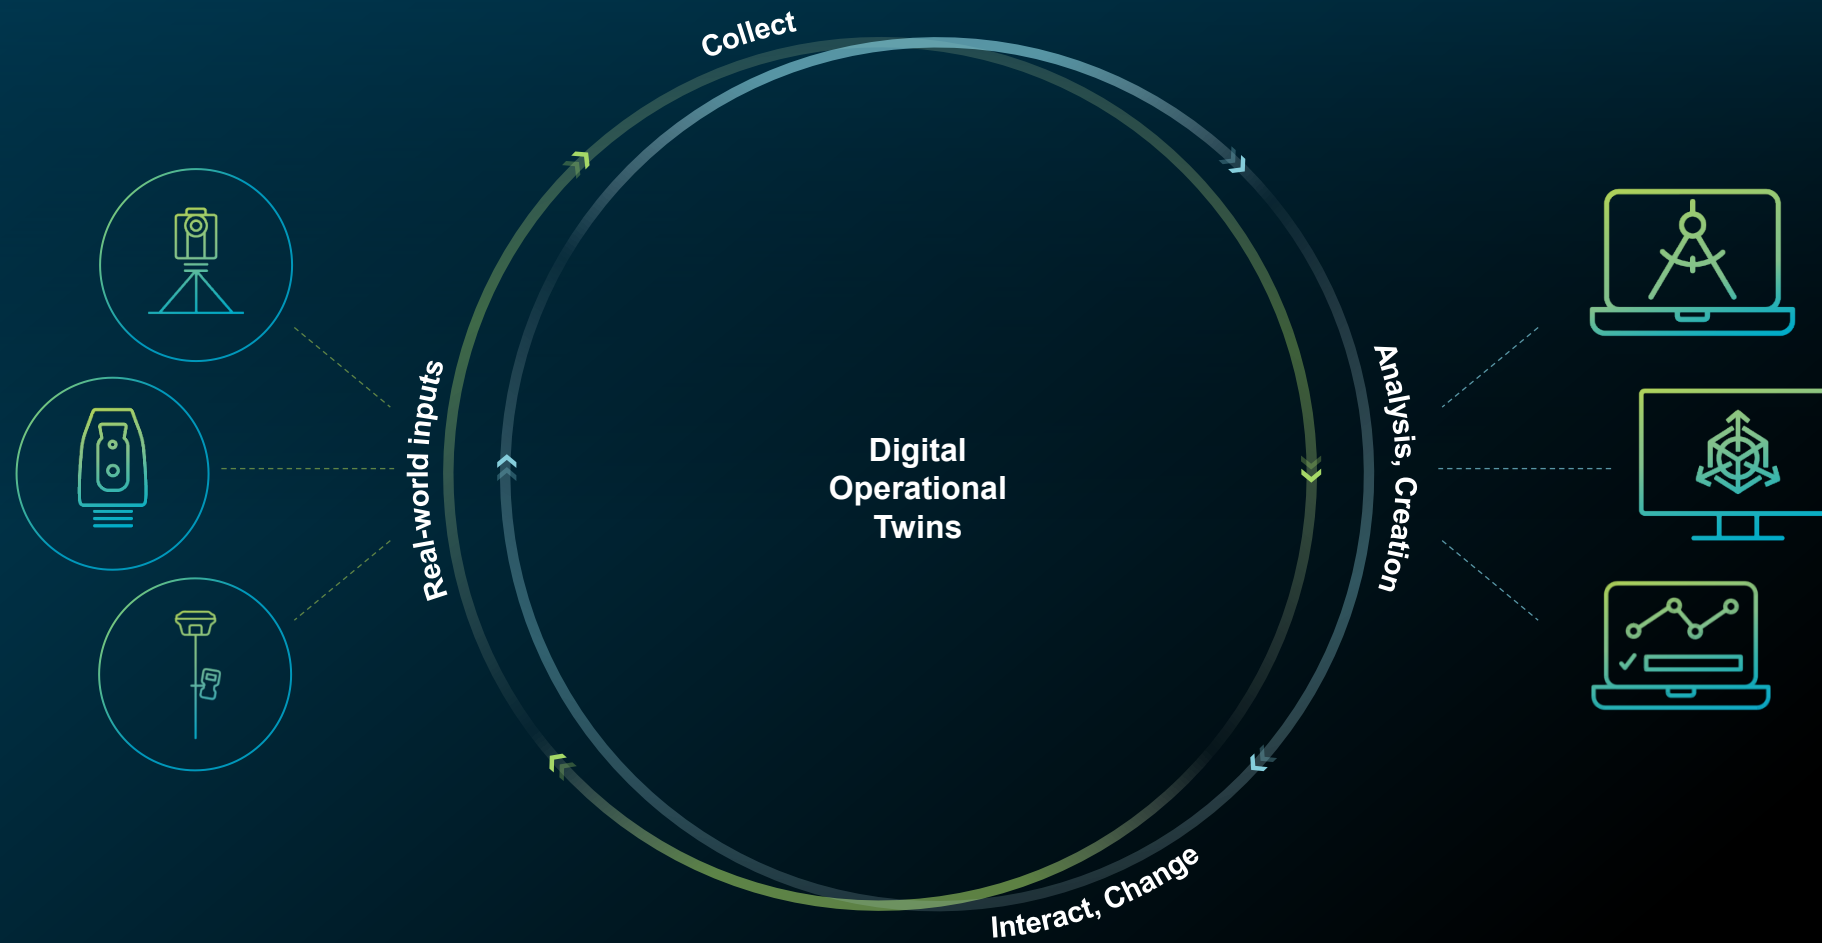 Collect
Real-world inputs
Digital
Operational
Twins
Analysis, Creation
Interact, Change